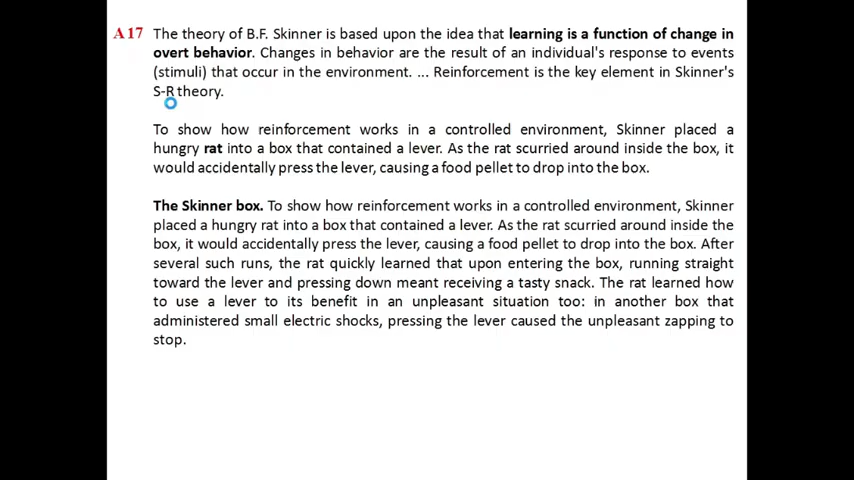 A17 The theory of B.F. Skinner is based upon the idea that learning is a function of change in
overt behavior. Changes in behavior are the result of an individual's response to events
(stimuli) that occur in the environment. ... Reinforcement is the key element in Skinner's
S-R theory.
To show how reinforcement works in a controlled environment, Skinner placed a
hungry rat into a box that contained a lever. As the rat scurried around inside the box, it
would accidentally press the lever, causing a food pellet to drop into the box.
The Skinner box. To show how reinforcement works in a controlled environment, Skinner
placed a hungry rat into a box that contained a lever. As the rat scurried around inside the
box, it would accidentally press the lever, causing a food pellet to drop into the box. After
several such runs, the rat quickly learned that upon entering the box, running straight
toward the lever and pressing down meant receiving a tasty snack. The rat learned how
to use a lever to its benefit in an unpleasant situation too: in another box that
administered small electric shocks, pressing the lever caused the unpleasant zapping to
stop.